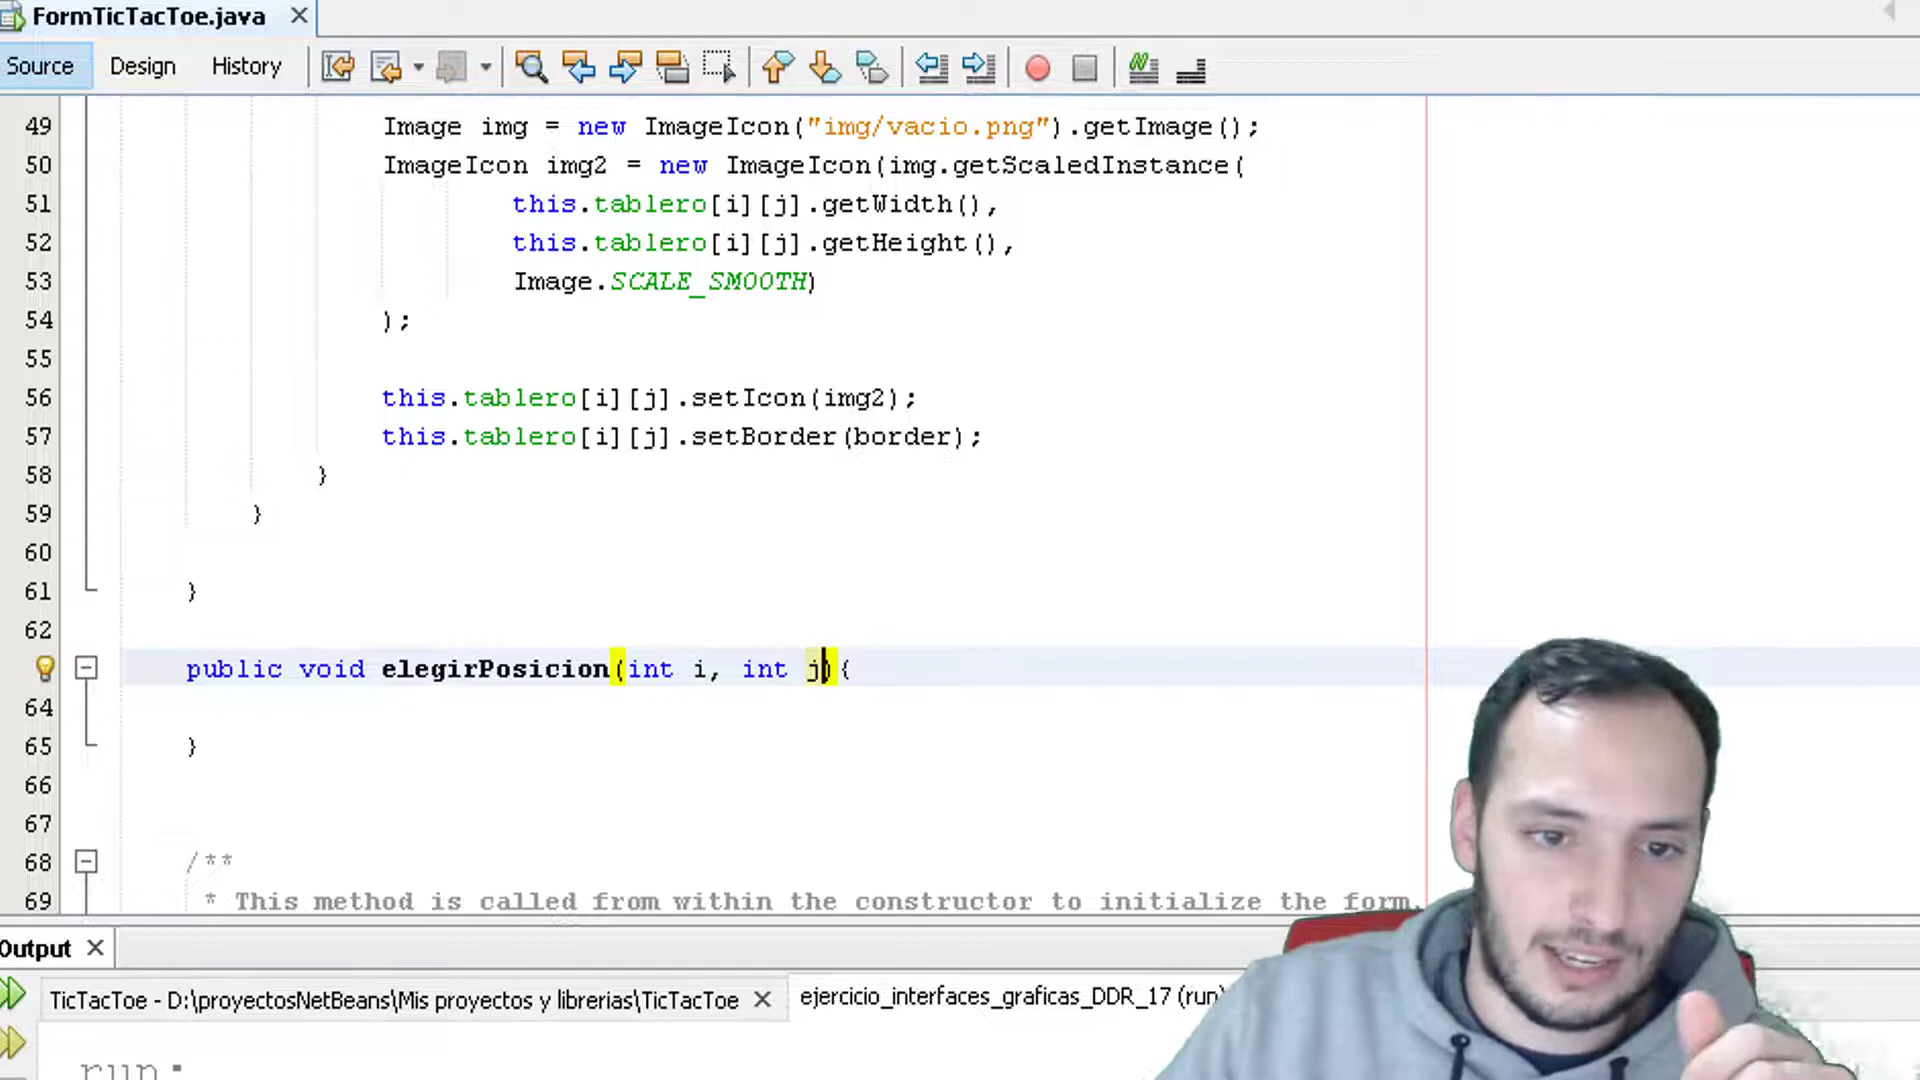 FormTicTacToe.java
Source Design History
49 Image img = new ImageIcon("img/vacio.png").getImage();
50 ImageIcon img2 = new ImageIcon(img.getScaledInstance(
51 this.tablero[i][j].getWidth(),
52 this.tablero[i][j].getHeight(),
53 Image.SCALE_SMOOTH)
54 );
55
56 this.tablero[i][j].setIcon(img2);
57 this.tablero[i][j].setBorder(border);
58 }
59 }
60
61 }
62
public void elegirPosicion(int i, int j){
64
65 }
66
67
68 /**
69 * This method is called from within the constructor to initialize the form.
Output
TicTacToe - D:\proyectosNetBeans\Mis proyectos y librerias\TicTacToe ejercicio_interfaces_graficas_DDR_17 (run)
run: